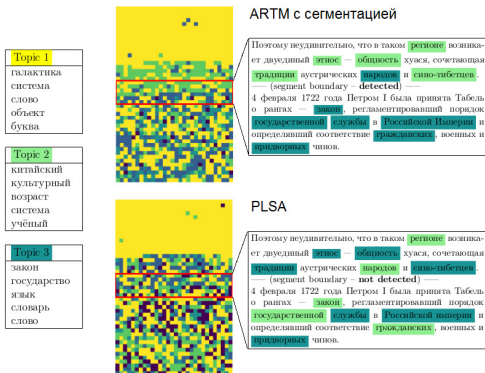 ARTM с сегментацией
Topic 1
галактика
система
слово
объект
буква
Topic 2
китайский
культурный
возраст
система
учёный
Topic 3
закон
государство
язык
словарь
слово
Поэтому неудивительно, что в таком регионе возника-
ет двуединый этнос — общность хуася, сочетающая
традиции аустрических народов и сино-тибетцев.
—— (segment boundary – detected) ——
4 февраля 1722 года Петром I была принята Табель
о рангах — закон, регламентировавший порядок
государственной службы в Российской Империи и
определивший соответствие гражданских, военных и
придворных чинов.
PLSA
Поэтому неудивительно, что в таком регионе возника-
ет двуединый этнос — общность хуася, сочетающая
традиции аустрических народов и сино-тибетцев.
—— (segment boundary – not detected) ——
4 февраля 1722 года Петром I была принята Табель
о рангах — закон, регламентировавший порядок
государственной службы в Российской империи и
определивший соответствие гражданских, военных и
придворных чинов.